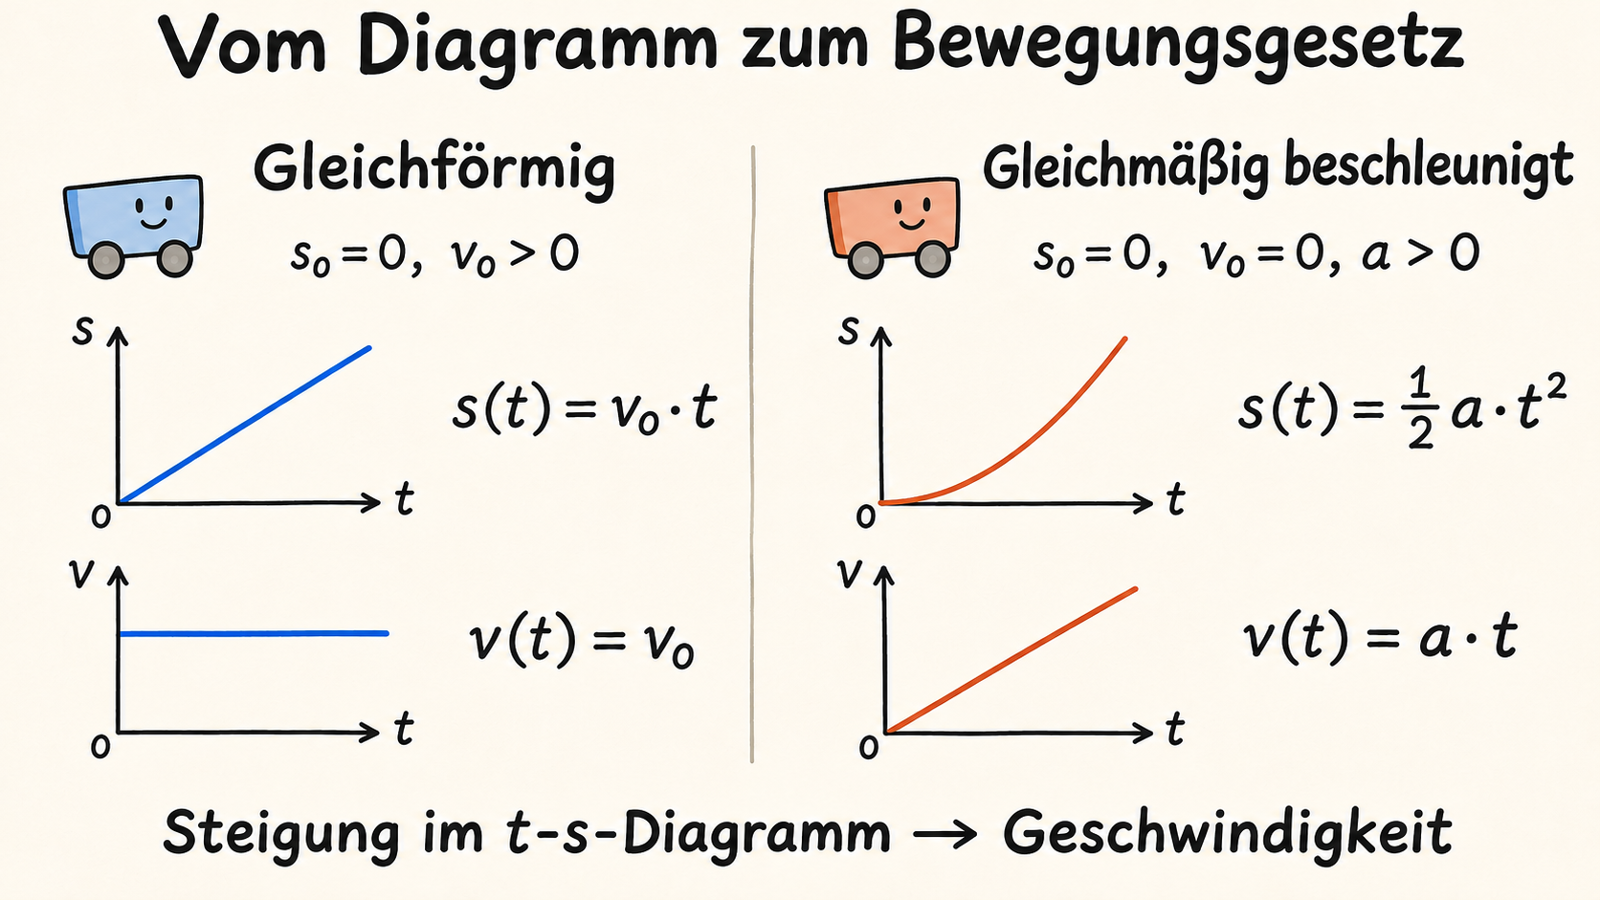 Vom Diagramm zum Bewegungsgesetz
Gleichförmig
s₀ = 0, v₀ > 0
s
t
0
s(t) = v₀ · t
v
t
0
v(t) = v₀
Gleichmäßig beschleunigt
s₀ = 0, v₀ = 0, a > 0
s
t
0
s(t) = 1/2 a · t²
v
t
0
v(t) = a · t
Steigung im t-s-Diagramm → Geschwindigkeit